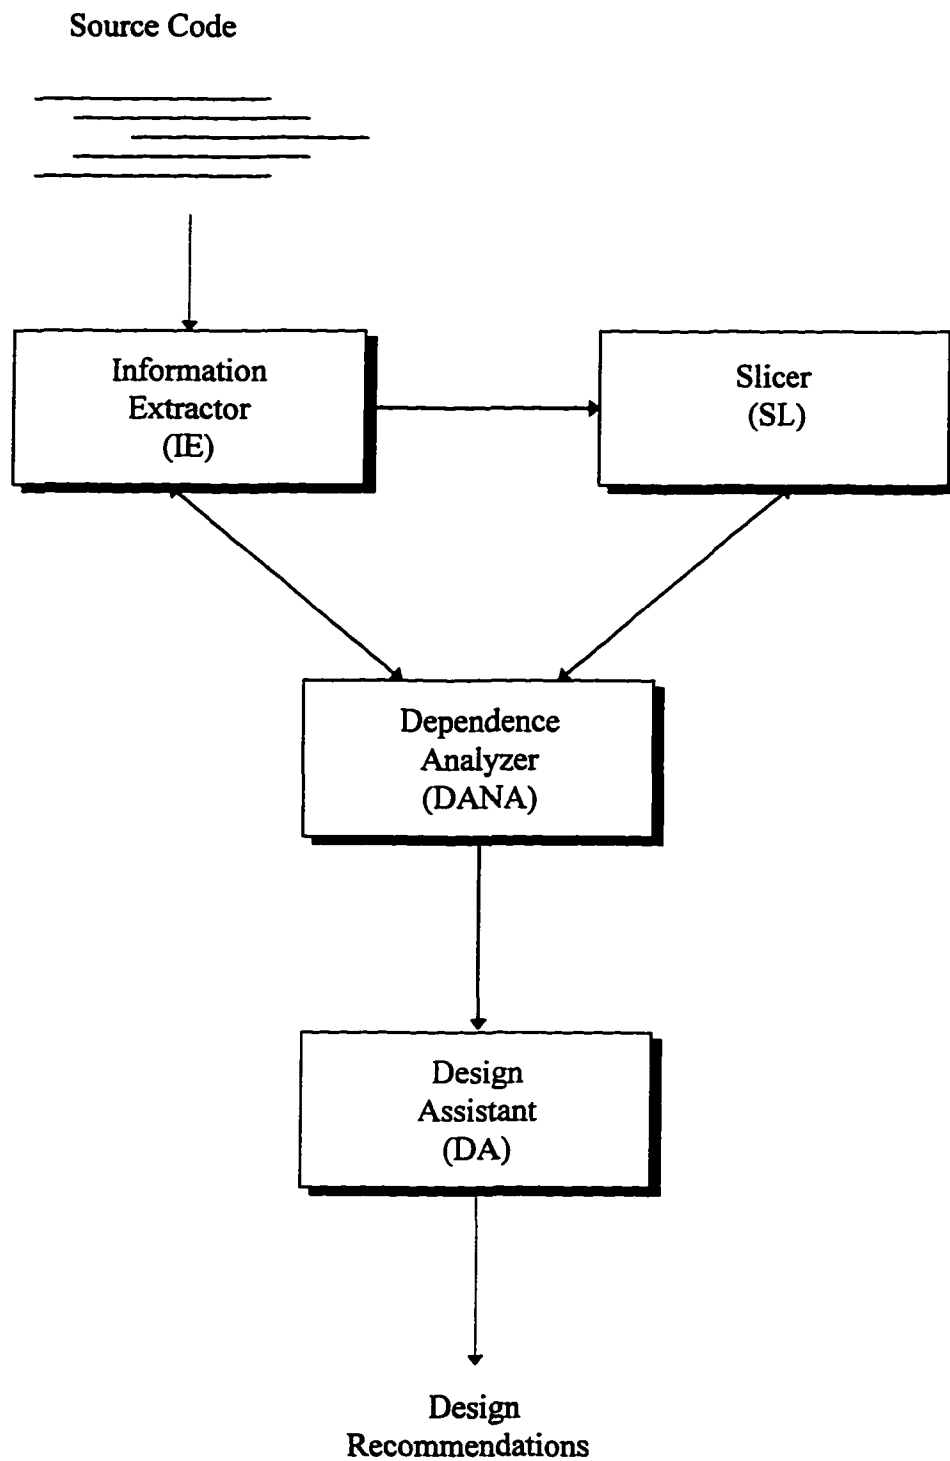 Source Code
Information
Extractor
(IE)
Slicer
(SL)
Dependence
Analyzer
(DANA)
Design
Assistant
(DA)
Design
Recommendations